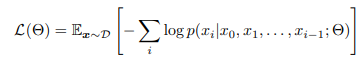 ℒ(Θ) = 𝔼_{𝒙∼𝒟} [ − ∑_i log p(x_i|x_0, x_1, . . . , x_{i−1}; Θ) ]